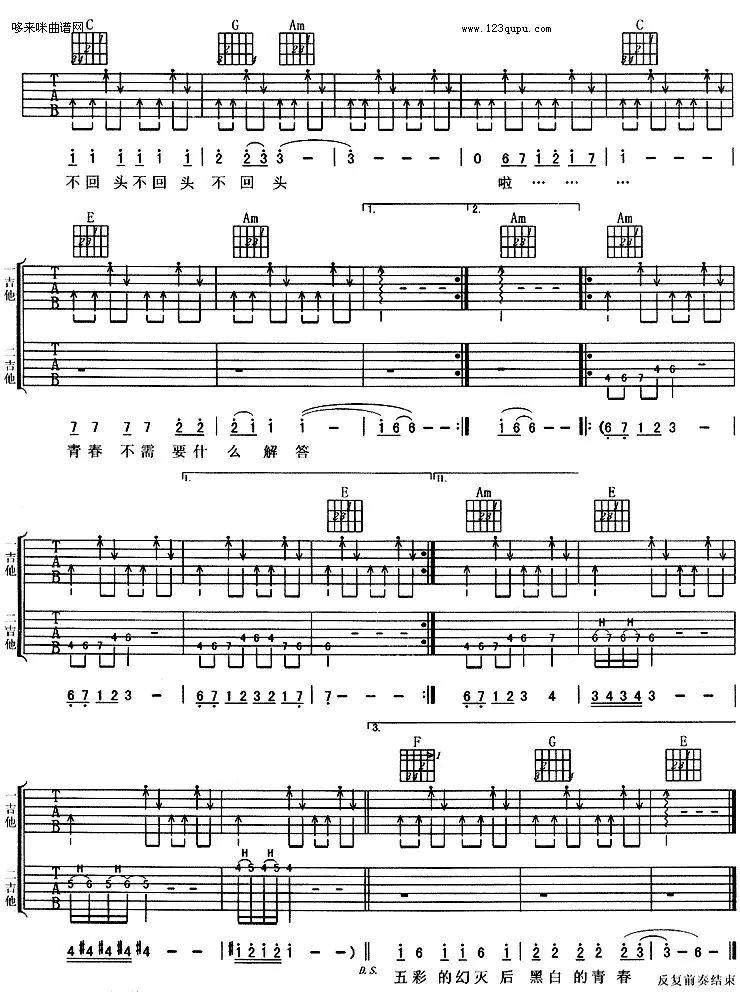 哆来咪曲谱网
www.123qupu.com
C G Am C
T A B
i i i i i i | 2 2 3 3 - - | 3 - - | 0 6 7 i 2 i 7 | i - - - |
不 回 头 不 回 头 不 回 头 啦 … … …
E Am 1. 2. Am Am
一吉他 T A B
二吉他 T A B
4 6 7 4 6
7 7 7 7 2 2 | 2 i i i - | i 6 6 - - :| i 6 6 - - :|: (6 7 1 2 3 - |
青 春 不 需 要 什 么 解 答
I. E II. Am E
一吉他 T A B
二吉他 T A B
4 6 7 4 6 4 6 7 4 6 4 7 6 6 4 6 7 4 6 7 H H 6 7 6 7 6
6 7 1 2 3 - | 6 7 1 2 3 2 1 7 | 7 - - - :| 6 7 1 2 3 4 | 3 4 3 4 3 - - |
3. F G E
一吉他 T A B
二吉他 T A B
H H 5 6 5 6 5 H H 4 5 4 5 4
4 #4 #4 #4 #4 - - | #i 2 i 2 i - - ) || i 6 i i 6 i | 2 2 2 2 2 3 | 3 - 6 -
D.S. 五 彩 的 幻 灭 后 黑 白 的 青 春 反复前奏结束